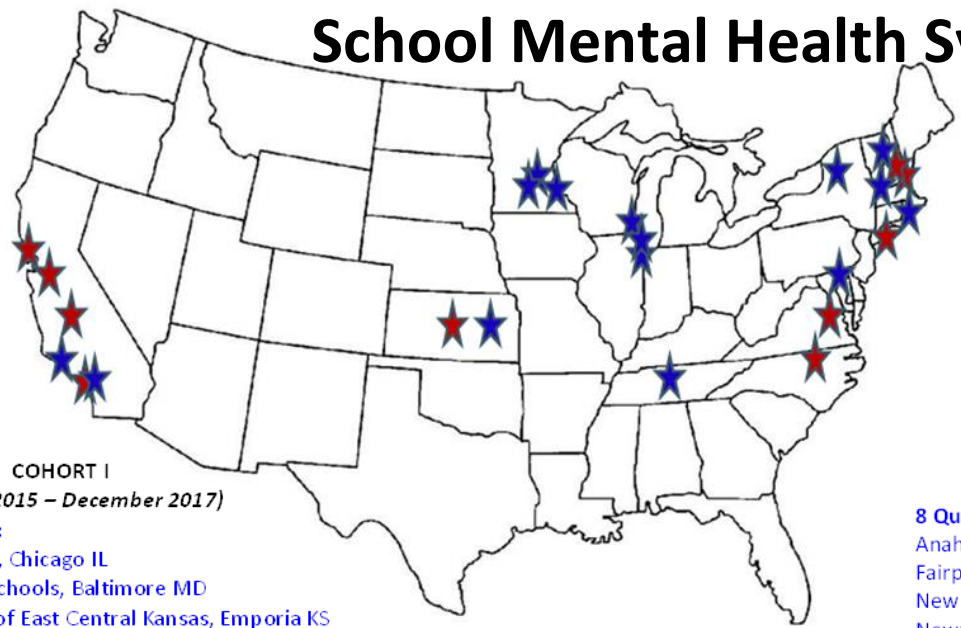 School Mental Health
COHORT I
2015 – December 2017)
, Chicago IL
chools, Baltimore MD
of East Central Kansas, Emporia KS
8 Qu
Anah
Fairp
New